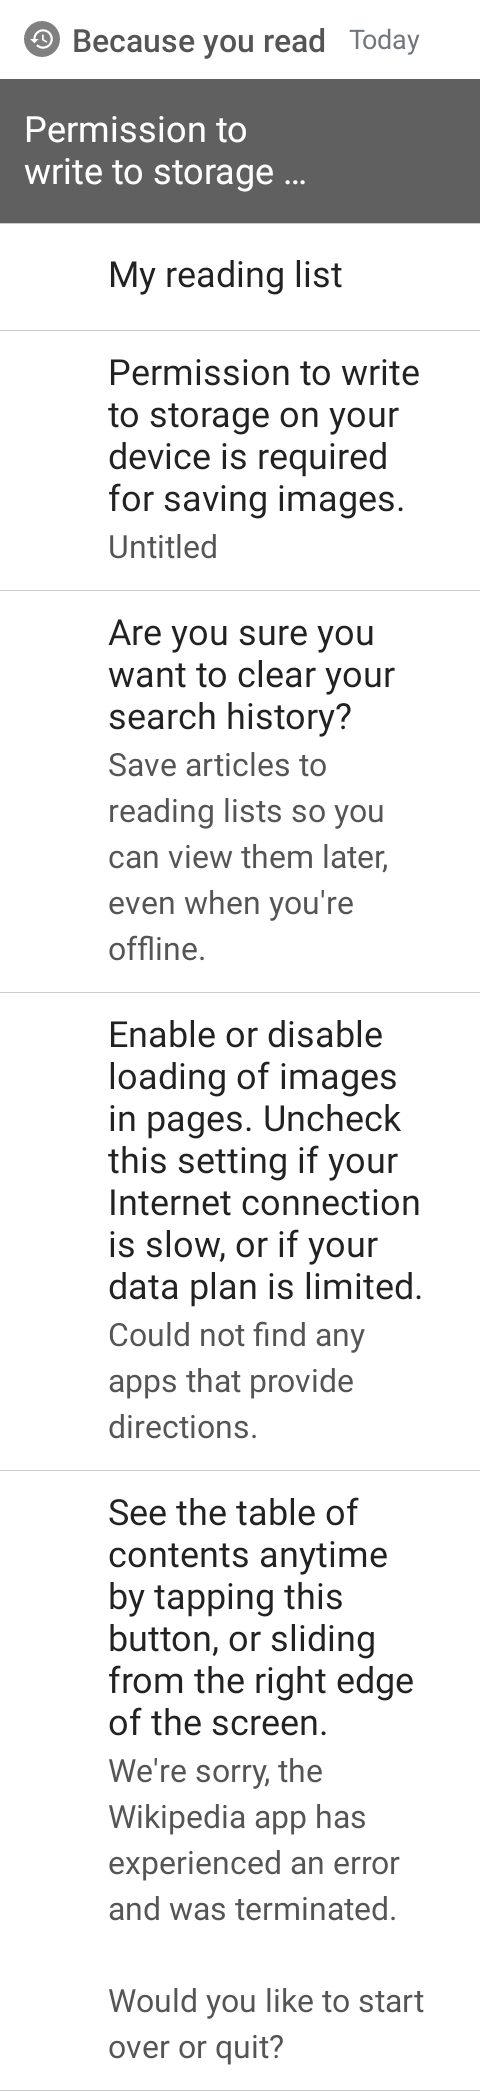 Because you read Today
Permission to
write to storage ...
My reading list
Permission to write
to storage on your
device is required
for saving images.
Untitled
Are you sure you
want to clear your
search history?
Save articles to
reading lists so you
can view them later,
even when you're
offline.
Enable or disable
loading of images
in pages. Uncheck
this setting if your
Internet connection
is slow, or if your
data plan is limited.
Could not find any
apps that provide
directions.
See the table of
contents anytime
by tapping this
button, or sliding
from the right edge
of the screen.
We're sorry, the
Wikipedia app has
experienced an error
and was terminated.
Would you like to start
over or quit?